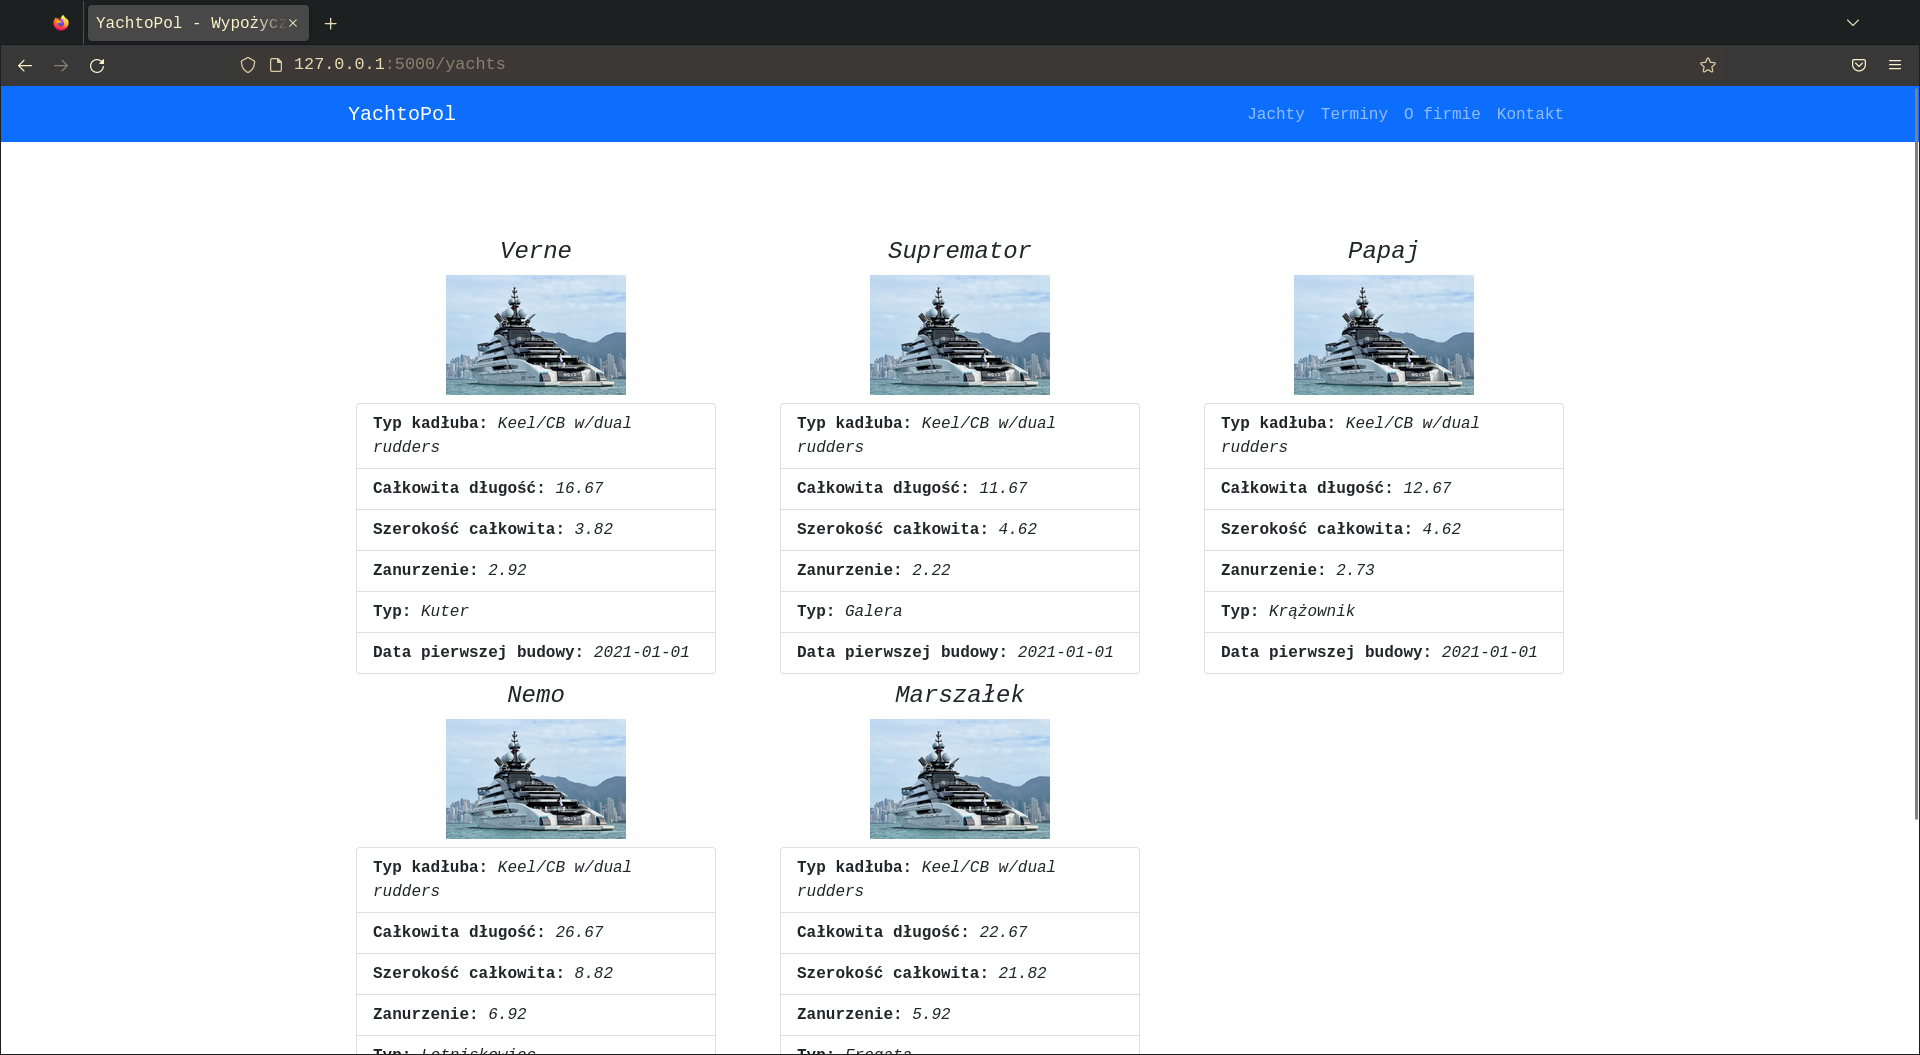 YachtoPol - Wypożycz
127.0.0.1:5000/yachts
YachtoPol
Jachty Terminy O firmie Kontakt
Verne
Typ kadłuba: Keel/CB w/dual
rudders
Całkowita długość: 16.67
Szerokość całkowita: 3.82
Zanurzenie: 2.92
Typ: Kuter
Data pierwszej budowy: 2021-01-01
Supremator
Typ kadłuba: Keel/CB w/dual
rudders
Całkowita długość: 11.67
Szerokość całkowita: 4.62
Zanurzenie: 2.22
Typ: Galera
Data pierwszej budowy: 2021-01-01
Papaj
Typ kadłuba: Keel/CB w/dual
rudders
Całkowita długość: 12.67
Szerokość całkowita: 4.62
Zanurzenie: 2.73
Typ: Krążownik
Data pierwszej budowy: 2021-01-01
Nemo
Typ kadłuba: Keel/CB w/dual
rudders
Całkowita długość: 26.67
Szerokość całkowita: 8.82
Zanurzenie: 6.92
Typ: Lotniskowiec
Marszałek
Typ kadłuba: Keel/CB w/dual
rudders
Całkowita długość: 22.67
Szerokość całkowita: 21.82
Zanurzenie: 5.92
Typ: Fregata